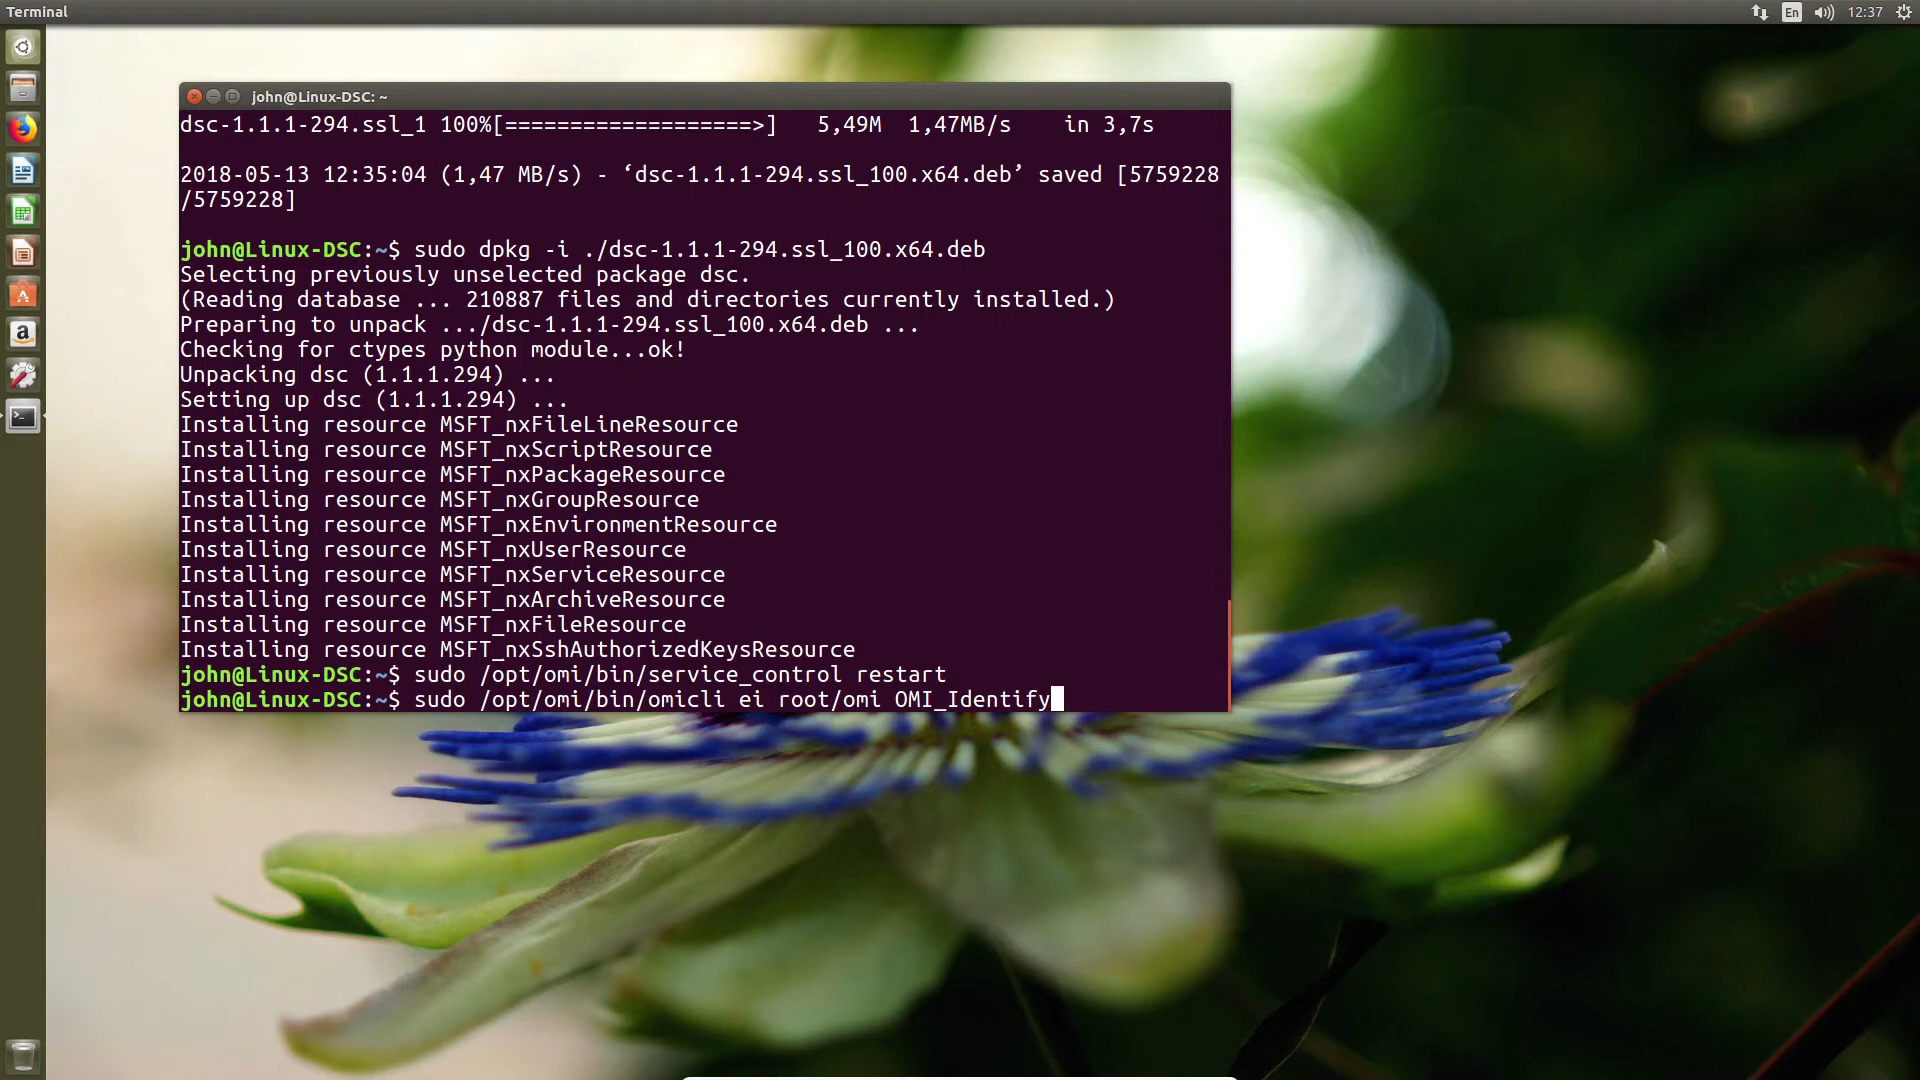 Terminal
En
12:37
john@Linux-DSC: ~
dsc-1.1.1-294.ssl_1 100%[===================>] 5,49M 1,47MB/s in 3,7s
2018-05-13 12:35:04 (1,47 MB/s) - ‘dsc-1.1.1-294.ssl_100.x64.deb’ saved [5759228
/5759228]
john@Linux-DSC:~$ sudo dpkg -i ./dsc-1.1.1-294.ssl_100.x64.deb
Selecting previously unselected package dsc.
(Reading database ... 210887 files and directories currently installed.)
Preparing to unpack .../dsc-1.1.1-294.ssl_100.x64.deb ...
Checking for ctypes python module...ok!
Unpacking dsc (1.1.1.294) ...
Setting up dsc (1.1.1.294) ...
Installing resource MSFT_nxFileLineResource
Installing resource MSFT_nxScriptResource
Installing resource MSFT_nxPackageResource
Installing resource MSFT_nxGroupResource
Installing resource MSFT_nxEnvironmentResource
Installing resource MSFT_nxUserResource
Installing resource MSFT_nxServiceResource
Installing resource MSFT_nxArchiveResource
Installing resource MSFT_nxFileResource
Installing resource MSFT_nxSshAuthorizedKeysResource
john@Linux-DSC:~$ sudo /opt/omi/bin/service_control restart
john@Linux-DSC:~$ sudo /opt/omi/bin/omicli ei root/omi OMI_Identify